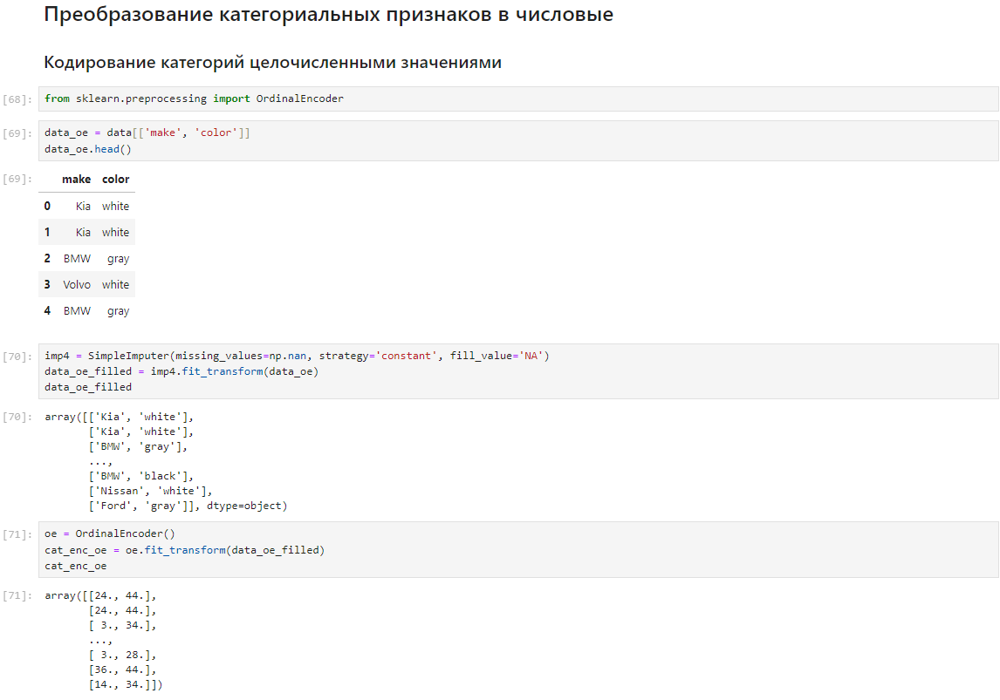 Преобразование категориальных признаков в числовые
Кодирование категорий целочисленными значениями
[68]: from sklearn.preprocessing import OrdinalEncoder
[69]: data_oe = data[['make', 'color']]
data_oe.head()
[69]: make color
0 Kia white
1 Kia white
2 BMW gray
3 Volvo white
4 BMW gray
[70]: imp4 = SimpleImputer(missing_values=np.nan, strategy='constant', fill_value='NA')
data_oe_filled = imp4.fit_transform(data_oe)
data_oe_filled
[70]: array([['Kia', 'white'],
['Kia', 'white'],
['BMW', 'gray'],
...,
['BMW', 'black'],
['Nissan', 'white'],
['Ford', 'gray']], dtype=object)
[71]: oe = OrdinalEncoder()
cat_enc_oe = oe.fit_transform(data_oe_filled)
cat_enc_oe
[71]: array([[24., 44.],
[24., 44.],
[ 3., 34.],
...,
[ 3., 28.],
[36., 44.],
[14., 34.]])